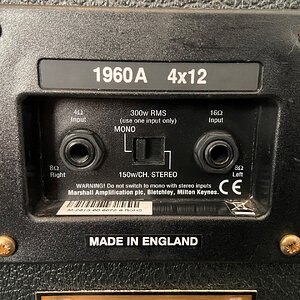 1960A 4x12
4Ω
Input
300w RMS
(use one input only)
16Ω
Input
MONO
8Ω
Right
150w/CH. STEREO
8Ω
Left
WARNING! Do not switch to mono with stereo inputs
Marshall Amplification plc, Bletchley, Milton Keynes.
CE
MADE IN ENGLAND